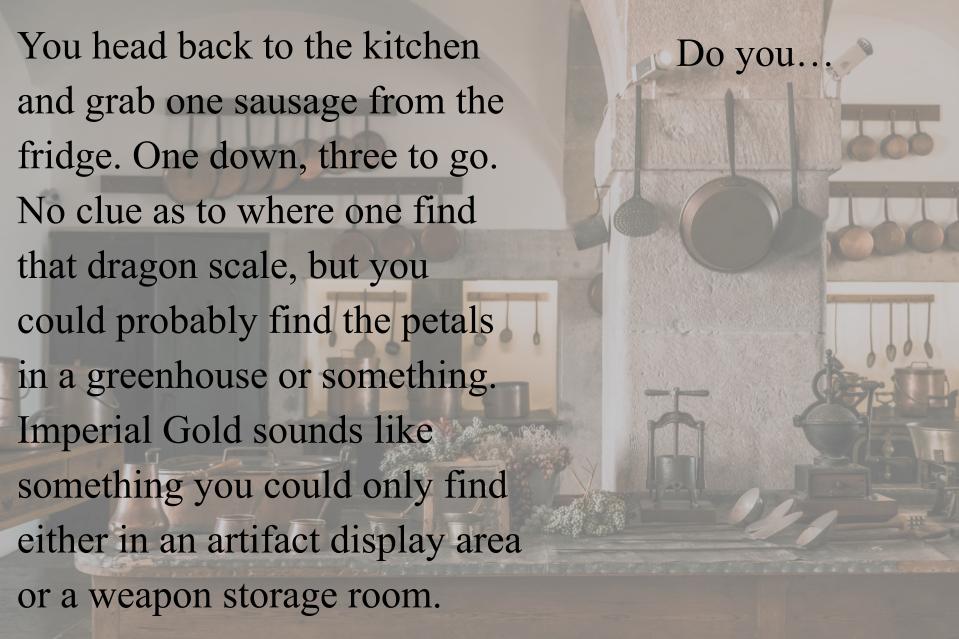 You head back to the kitchen
and grab one sausage from the
fridge. One down, three to go.
No clue as to where one find
that dragon scale, but you
could probably find the petals
in a greenhouse or something.
Imperial Gold sounds like
something you could only find
either in an artifact display area
or a weapon storage room.
Do you…